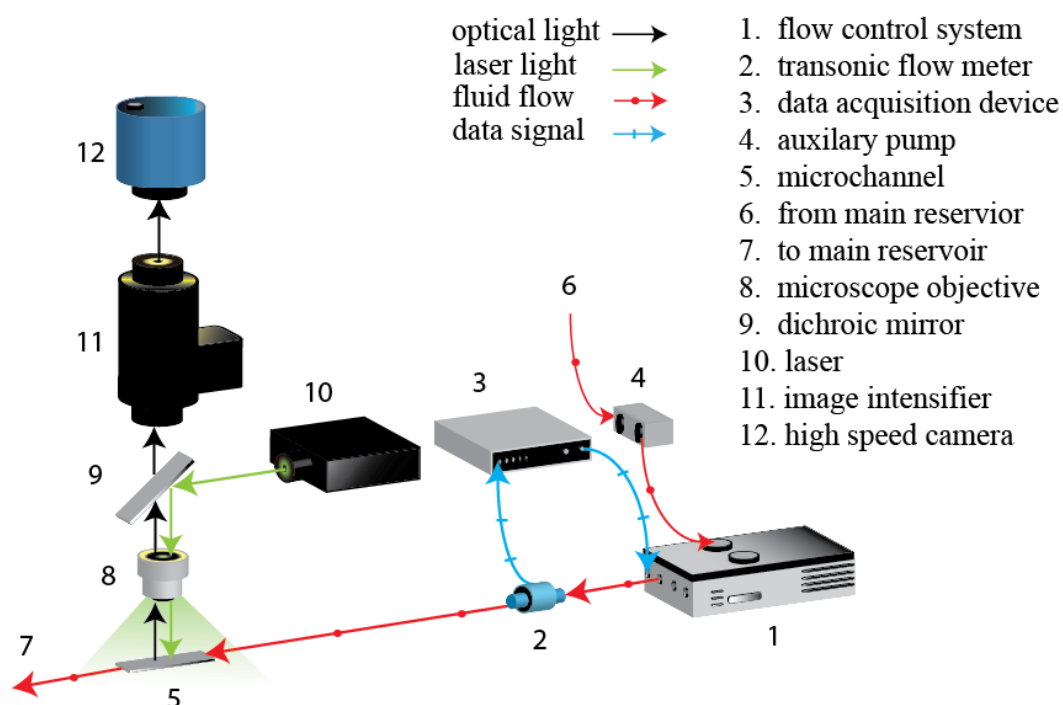 optical light
laser light
fluid flow
data signal
1. flow control system
2. transonic flow meter
3. data acquisition device
4. auxilary pump
5. microchannel
6. from main reservior
7. to main reservoir
8. microscope objective
9. dichroic mirror
10. laser
11. image intensifier
12. high speed camera
12
11
10
9
8
7
5
6
3
4
2
1